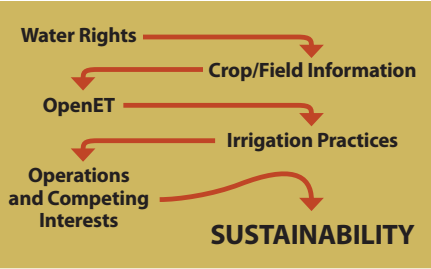 Water Rights
Crop/Field Information
OpenET
Irrigation Practices
Operations
and Competing
Interests
SUSTAINABILITY